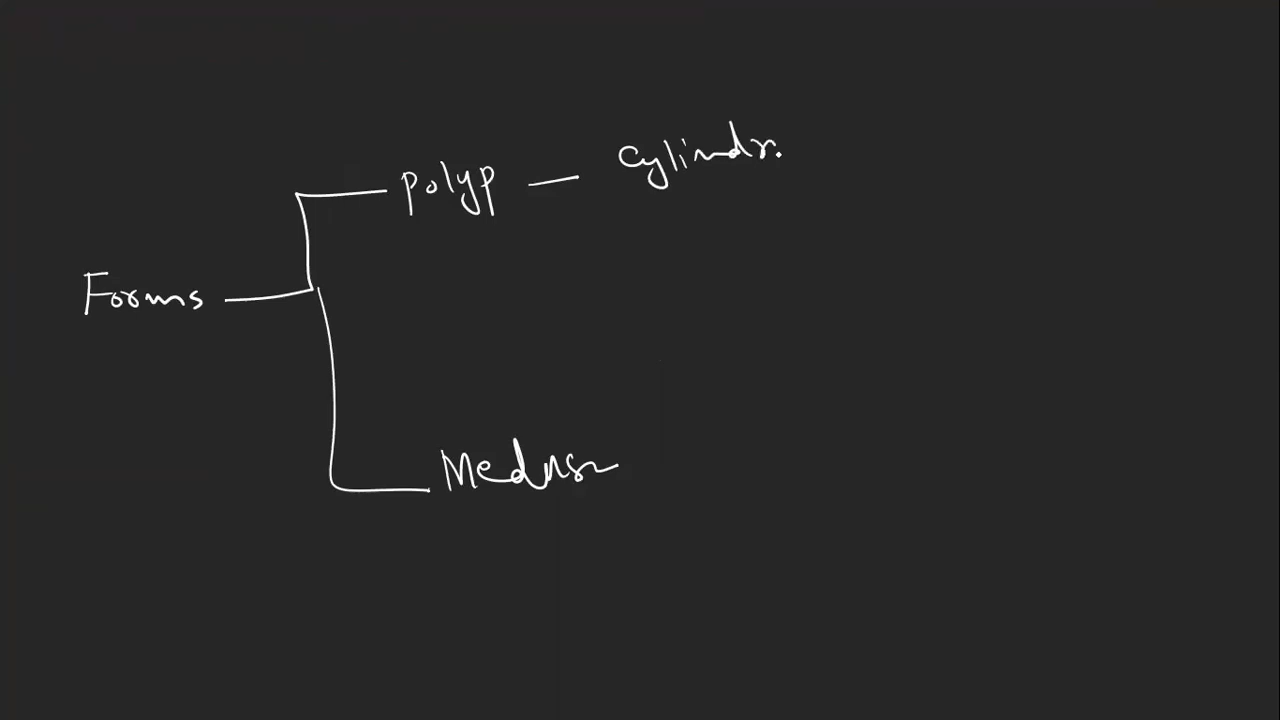 Cylindr.
Polyp —
Forms
Medusa